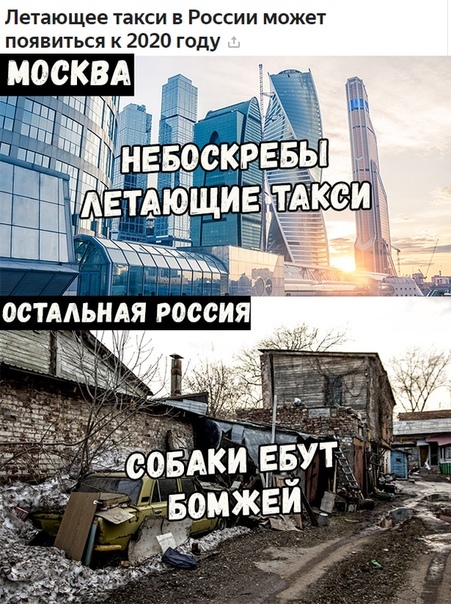 Летающее такси в России может
появиться к 2020 году
МОСКВА
НЕБОСКРЕБЫ
ЛЕТАЮЩИЕ ТАКСИ
ОСТАЛЬНАЯ РОССИЯ
СОБАКИ ЕБУТ
БОМЖЕЙ